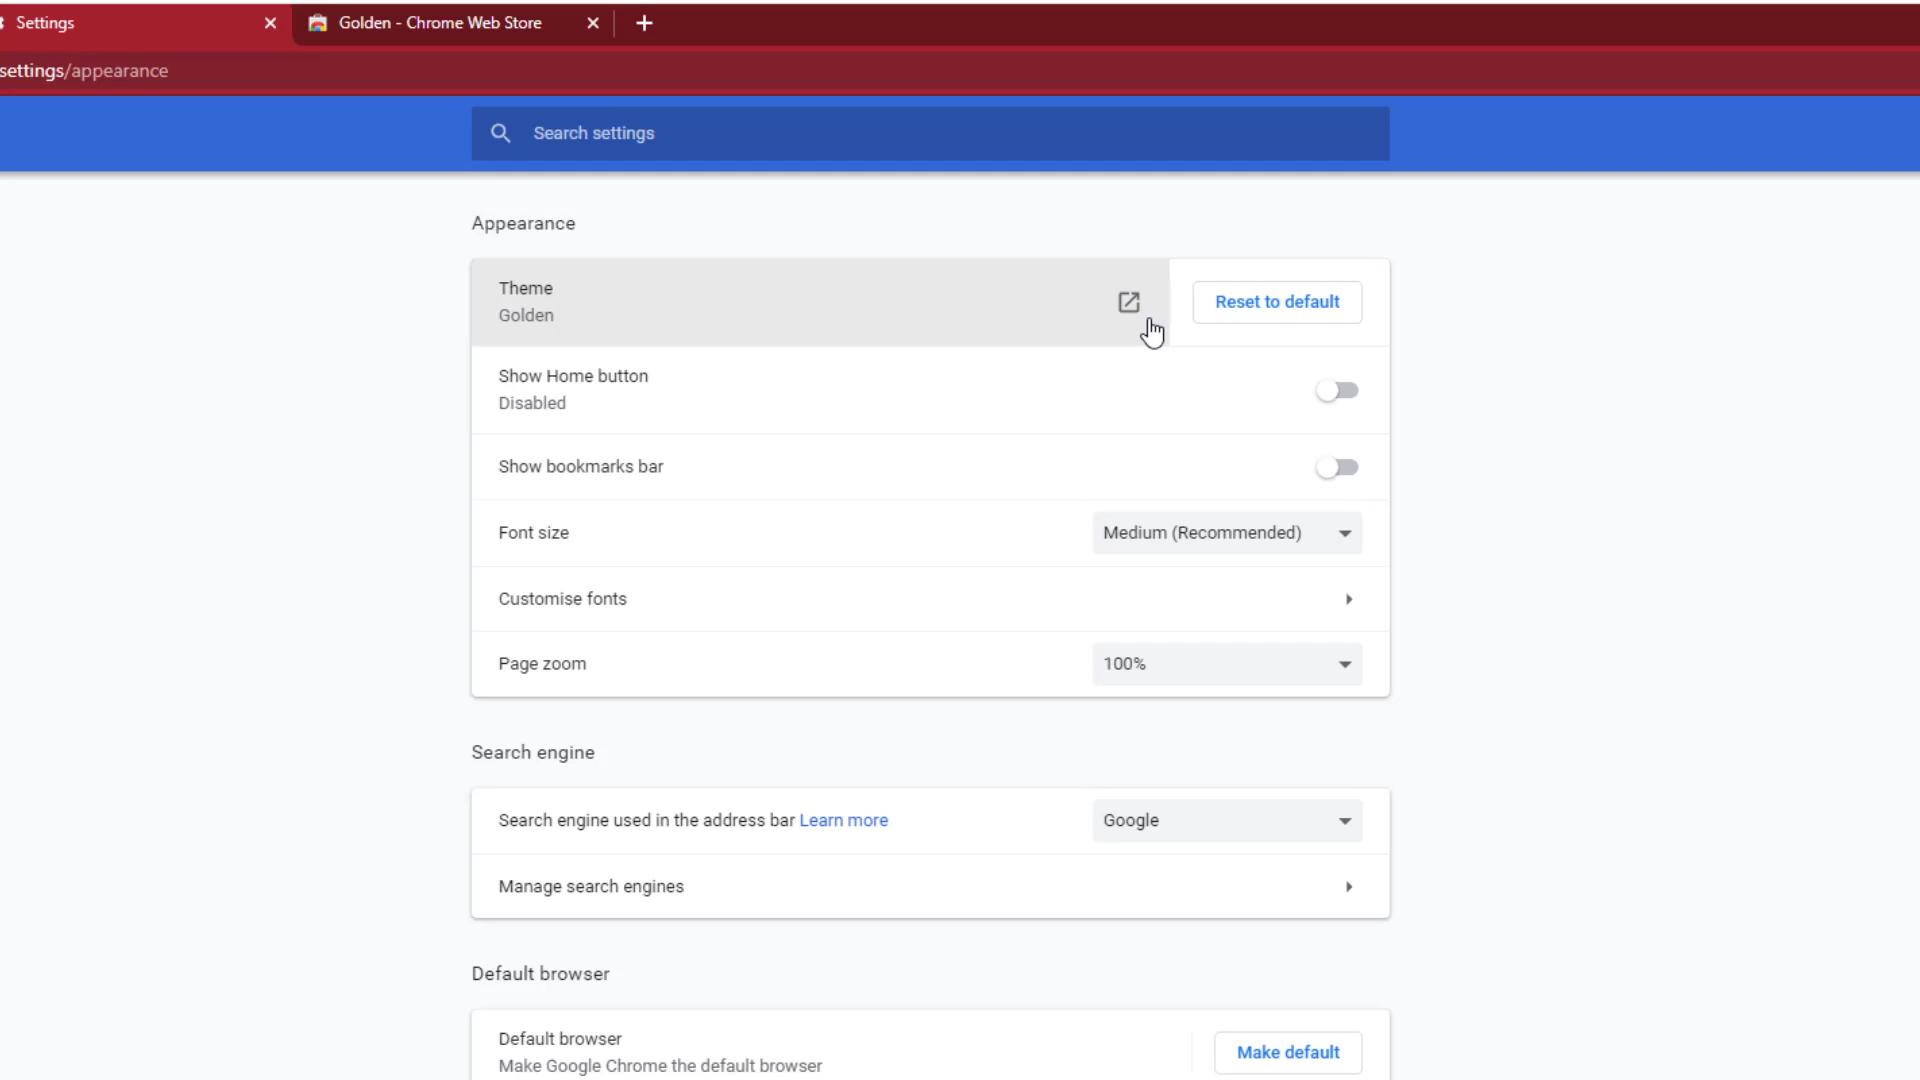 Settings
Golden - Chrome Web Store
settings/appearance
Search settings
Appearance
Theme
Golden
Reset to default
Show Home button
Disabled
Show bookmarks bar
Font size
Medium (Recommended)
Customise fonts
Page zoom
100%
Search engine
Search engine used in the address bar Learn more
Google
Manage search engines
Default browser
Default browser
Make Google Chrome the default browser
Make default